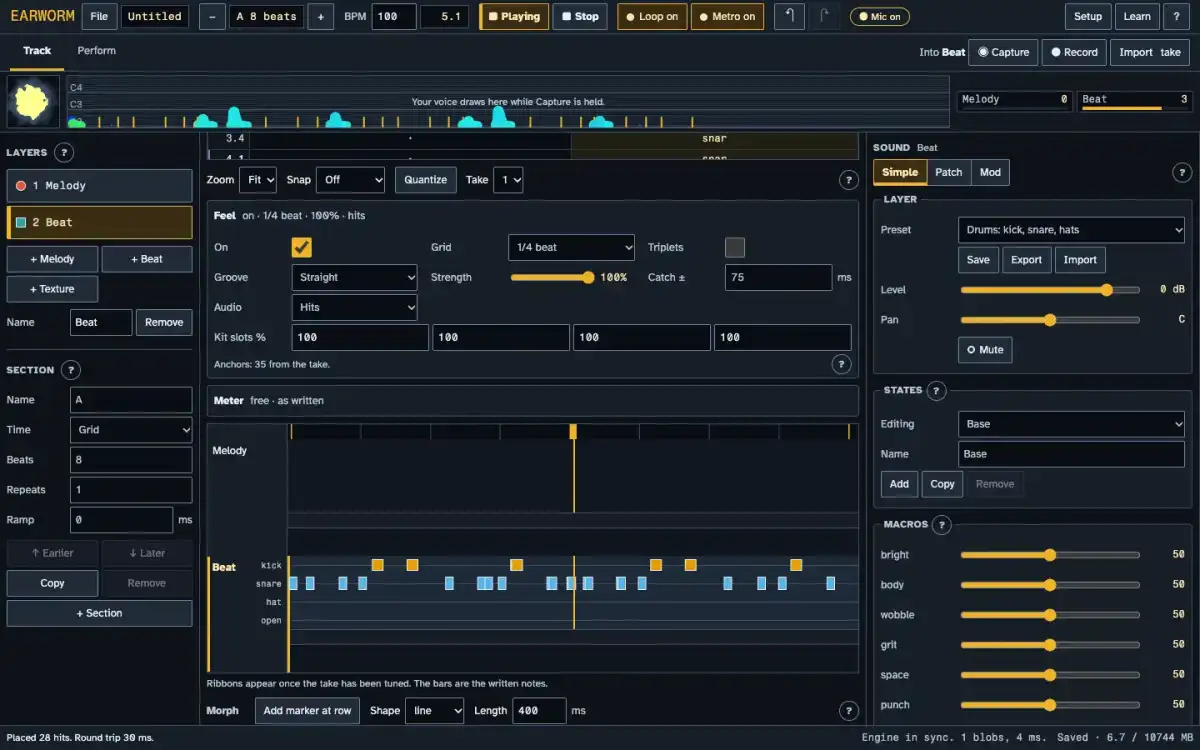 EARWORM File Untitled − A 8 beats + BPM 100 5.1 Playing Stop Loop on Metro on Mic on Setup Learn ?
Track Perform Into Beat Capture Record Import take
C4
C3
Your voice draws here while Capture is held.
Melody 0 Beat 3
LAYERS ?
1 Melody
2 Beat
+ Melody + Beat
+ Texture
Name Beat Remove
SECTION ?
Name A
Time Grid
Beats 8
Repeats 1
Ramp 0 ms
↑ Earlier ↓ Later
Copy Remove
+ Section
3.4 · snar
4.1 snar
Zoom Fit Snap Off Quantize Take 1 ?
Feel on · 1/4 beat · 100% · hits
On Grid 1/4 beat Triplets
Groove Straight Strength 100% Catch ± 75 ms
Audio Hits
Kit slots % 100 100 100 100
Anchors: 35 from the take. ?
Meter free · as written
Melody
Beat kick
snare
hat
open
Ribbons appear once the take has been tuned. The bars are the written notes.
Morph Add marker at row Shape line Length 400 ms ?
SOUND Beat
Simple Patch Mod ?
LAYER
Preset Drums: kick, snare, hats
Save Export Import
Level 0 dB
Pan C
Mute
STATES ?
Editing Base
Name Base
Add Copy Remove
MACROS ?
bright 50
body 50
wobble 50
grit 50
space 50
punch 50
Placed 28 hits. Round trip 30 ms. Engine in sync. 1 blobs, 4 ms. Saved · 6.7 / 10744 MB